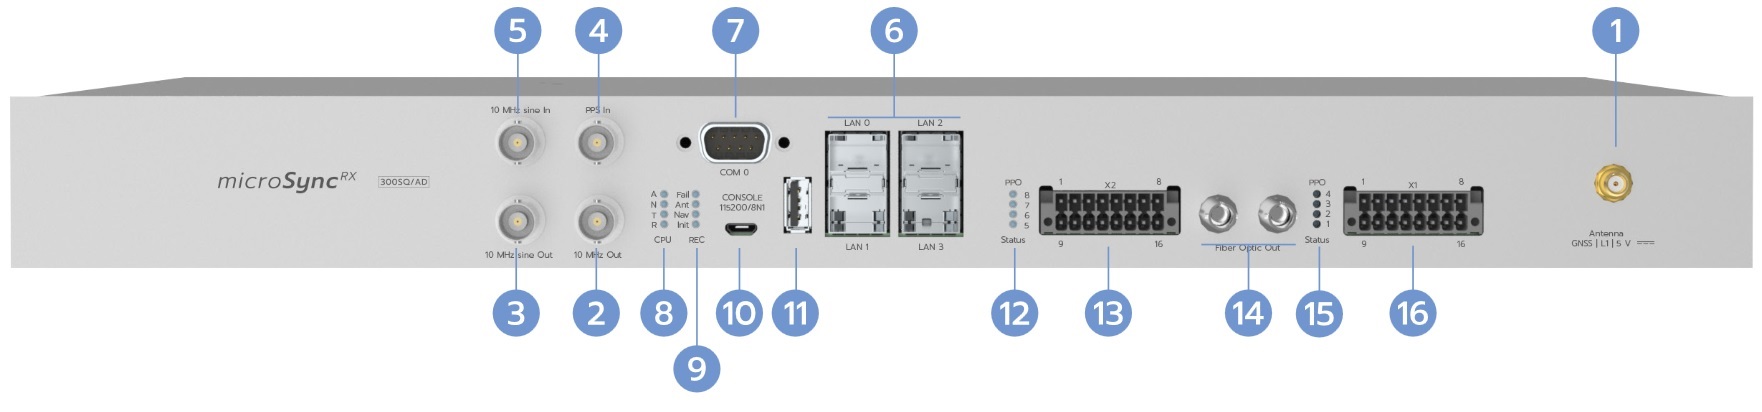 5 4 7 6 1
10 MHz sine In PPS In
COM 0
LAN 0 LAN 2
microSync RX 300SQ/AD
A Fail
N Ant
T Nav
R Init
CPU REC
CONSOLE
115200/8N1
LAN 1 LAN 3
PPO
8
7
6
5
Status
1 X2 8
9 16
Fiber Optic Out
PPO
4
3
2
1
Status
1 X1 8
9 16
Antenna
GNSS | L1 | 5 V
10 MHz sine Out 10 MHz Out
3 2 8 9 10 11 12 13 14 15 16